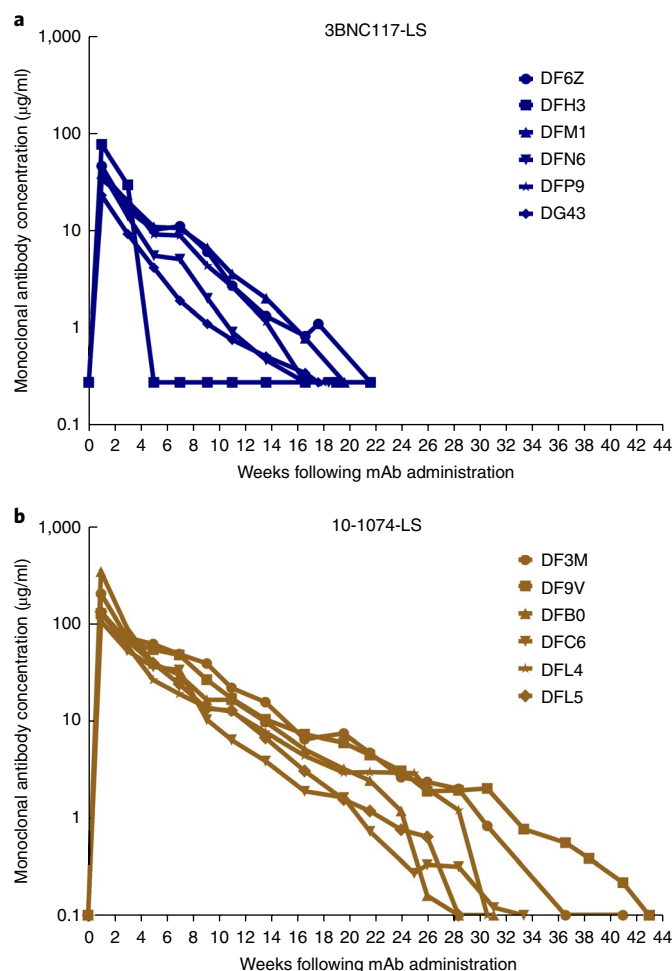 a
3BNC117-LS
Monoclonal antibody concentration (µg/ml)
1,000
100
10
1
0.1
DF6Z
DFH3
DFM1
DFN6
DFP9
DG43
0 2 4 6 8 10 12 14 16 18 20 22 24 26 28 30 32 34 36 38 40 42 44
Weeks following mAb administration
b
10-1074-LS
Monoclonal antibody concentration (µg/ml)
1,000
100
10
1
0.1
DF3M
DF9V
DFB0
DFC6
DFL4
DFL5
0 2 4 6 8 10 12 14 16 18 20 22 24 26 28 30 32 34 36 38 40 42 44
Weeks following mAb administration